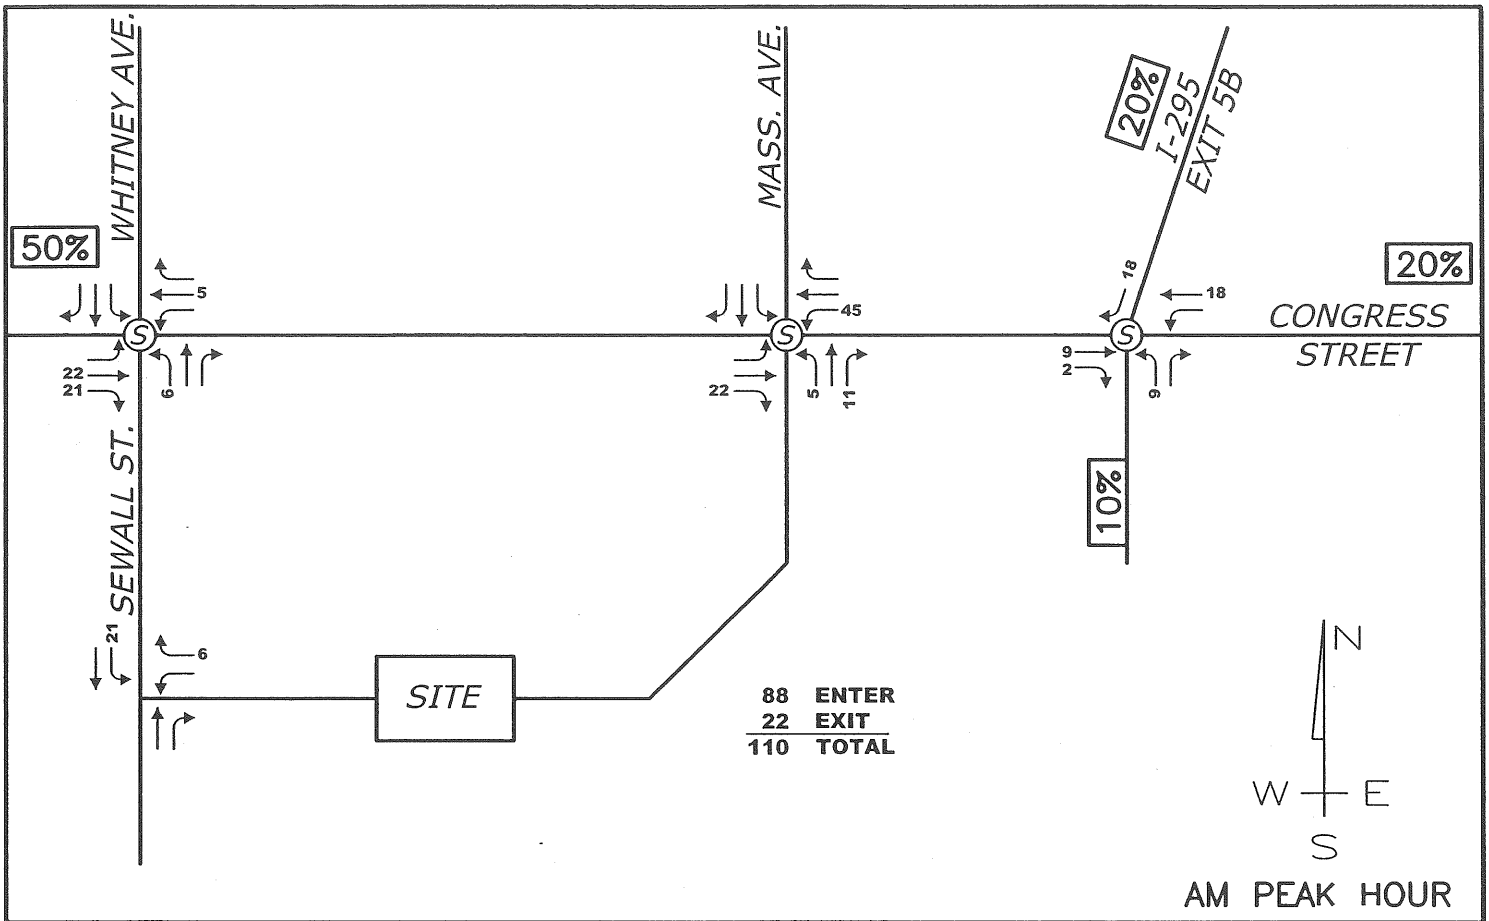 WHITNEY AVE.
MASS. AVE.
20%
I-295
EXIT 5B
50%
20%
5
45
18
18
CONGRESS
STREET
22
21
6
22
5
11
9
2
9
SEWALL ST.
10%
21
6
SITE
88 ENTER
22 EXIT
110 TOTAL
S
S
S
N
W E
S
AM PEAK HOUR